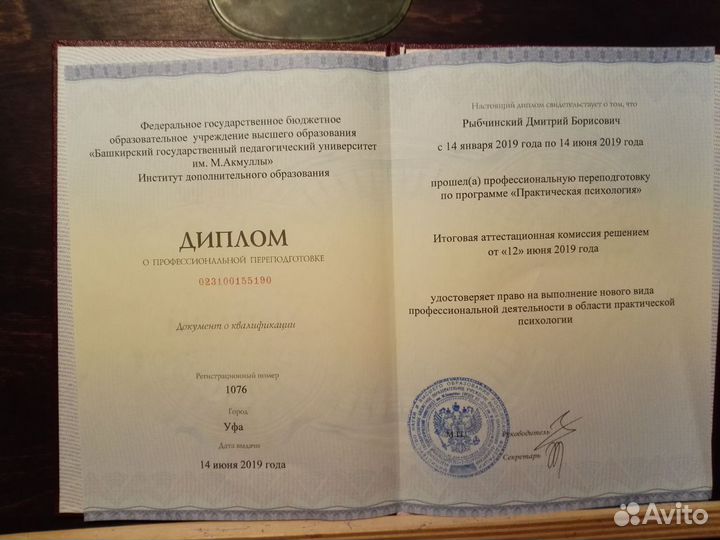 Федеральное государственное бюджетное
образовательное учреждение высшего образования
«Башкирский государственный педагогический университет
им. М.Акмуллы»
Институт дополнительного образования
ДИПЛОМ
О ПРОФЕССИОНАЛЬНОЙ ПЕРЕПОДГОТОВКЕ
023100155190
Документ о квалификации
Регистрационный номер
1076
Город
Уфа
Дата выдачи
14 июня 2019 года
Настоящий диплом свидетельствует о том, что
Рыбчинский Дмитрий Борисович
с 14 января 2019 года по 14 июня 2019 года
прошел(а) профессиональную переподготовку
по программе «Практическая психология»
Итоговая аттестационная комиссия решением
от «12» июня 2019 года
удостоверяет право на выполнение нового вида
профессиональной деятельности в области практической
психологии
М.П.
Руководитель
Секретарь
Avito